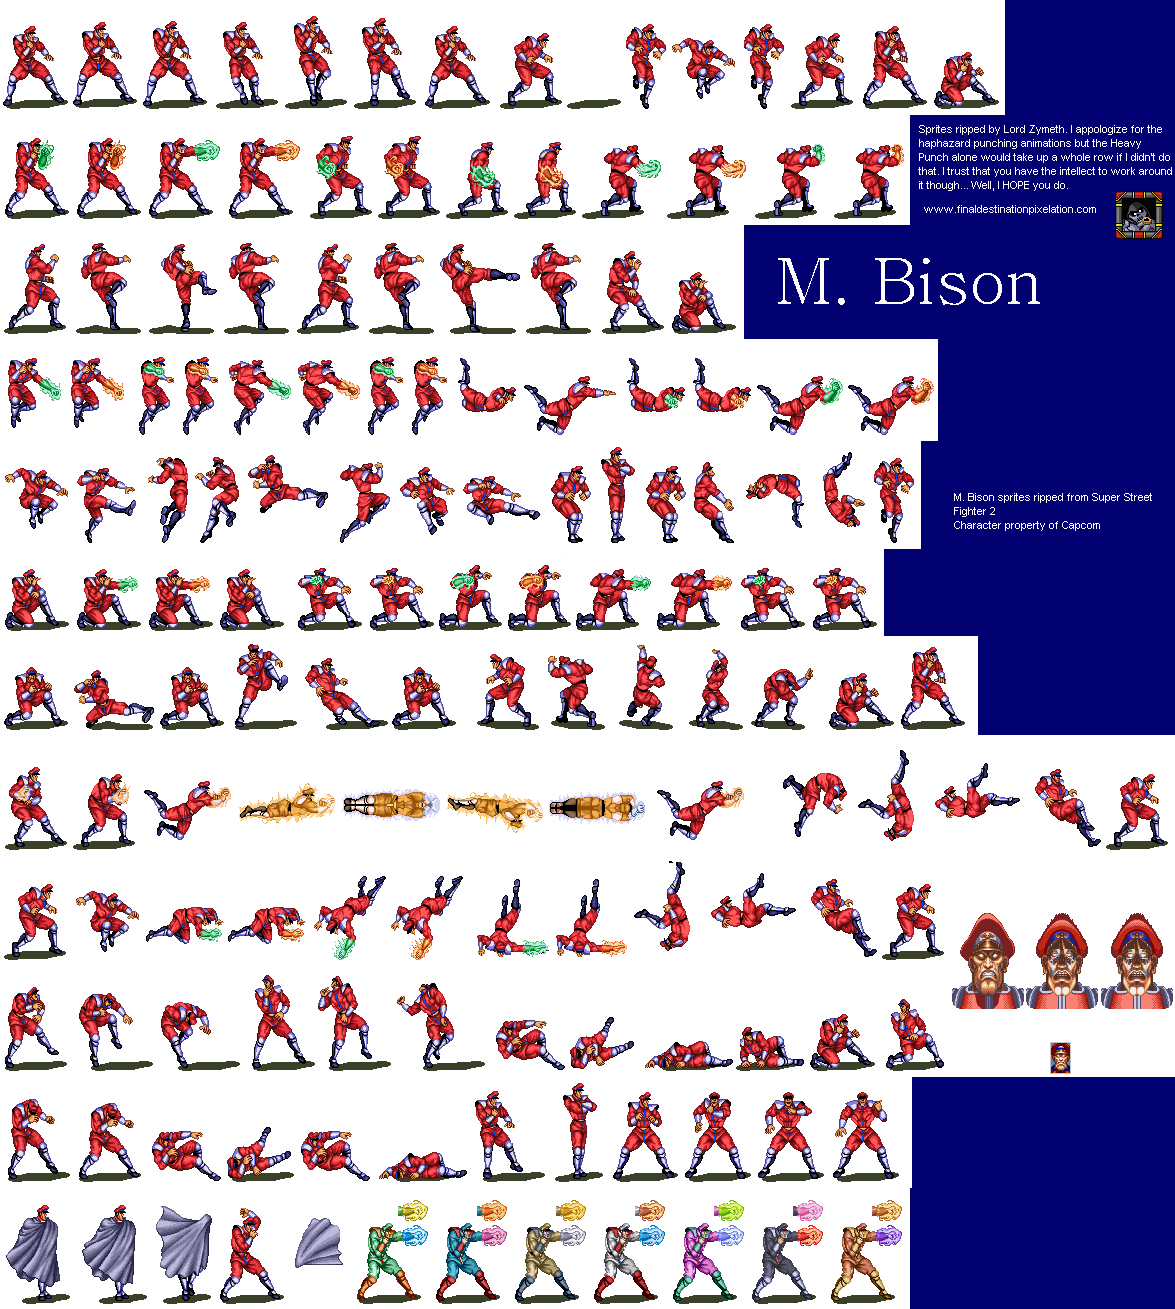 Sprites ripped by Lord Zymeth. I appologize for the
haphazard punching animations but the Heavy
Punch alone would take up a whole row if I didn't do
that. I trust that you have the intellect to work around
it though... Well, I HOPE you do.
www.finaldestinationpixelation.com
M. Bison
M. Bison sprites ripped from Super Street
Fighter 2
Character property of Capcom